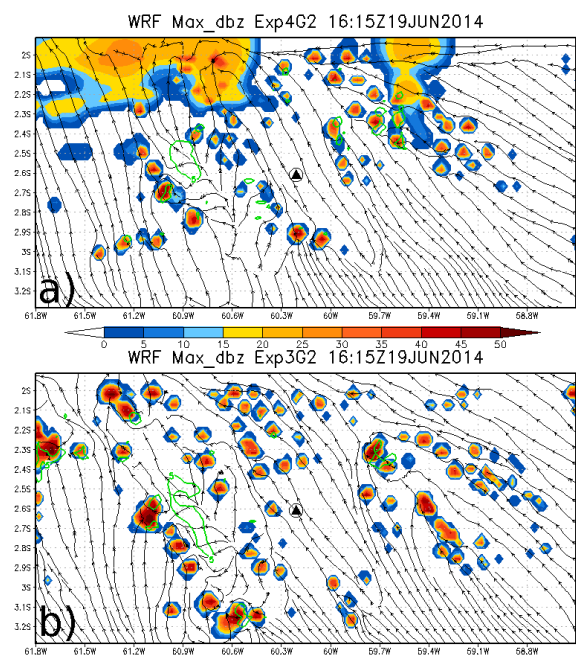 WRF Max_dbz Exp4G2 16:15Z19JUN2014
2S
2.1S
2.2S
2.3S
2.4S
2.5S
2.6S
2.7S
2.8S
2.9S
3S
3.1S
3.2S
a)
61.8W 61.5W 61.2W 60.9W 60.6W 60.3W 60W 59.7W 59.4W 59.1W 58.8W
0 5 10 15 20 25 30 35 40 45 50
WRF Max_dbz Exp3G2 16:15Z19JUN2014
2S
2.1S
2.2S
2.3S
2.4S
2.5S
2.6S
2.7S
2.8S
2.9S
3S
3.1S
3.2S
b)
61.8W 61.5W 61.2W 60.9W 60.6W 60.3W 60W 59.7W 59.4W 59.1W 58.8W